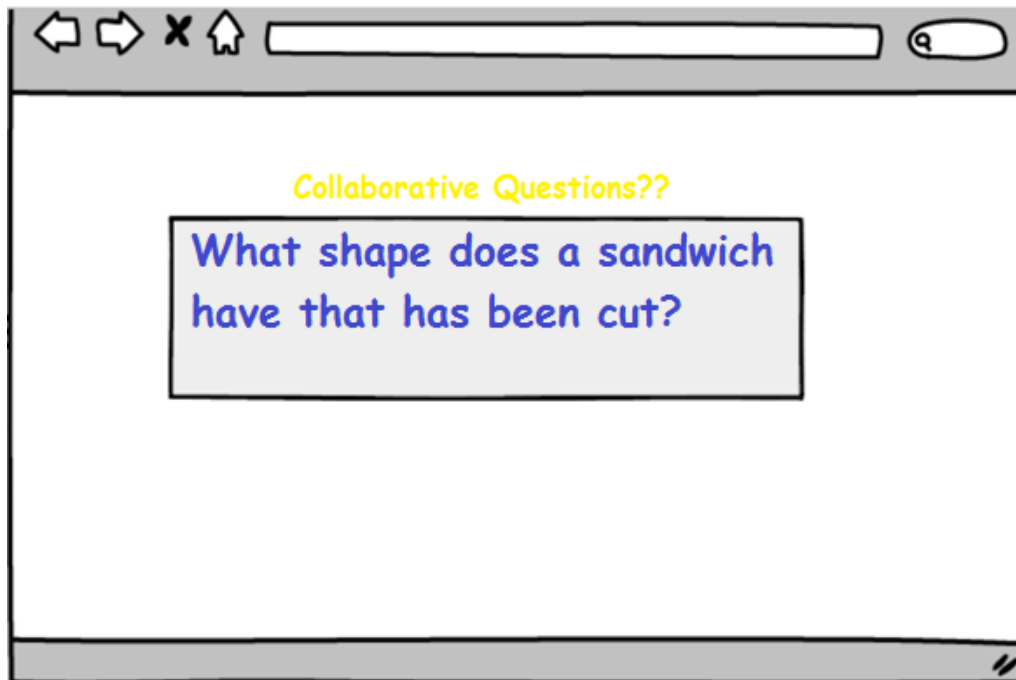 Collaborative Questions??
What shape does a sandwich
have that has been cut?